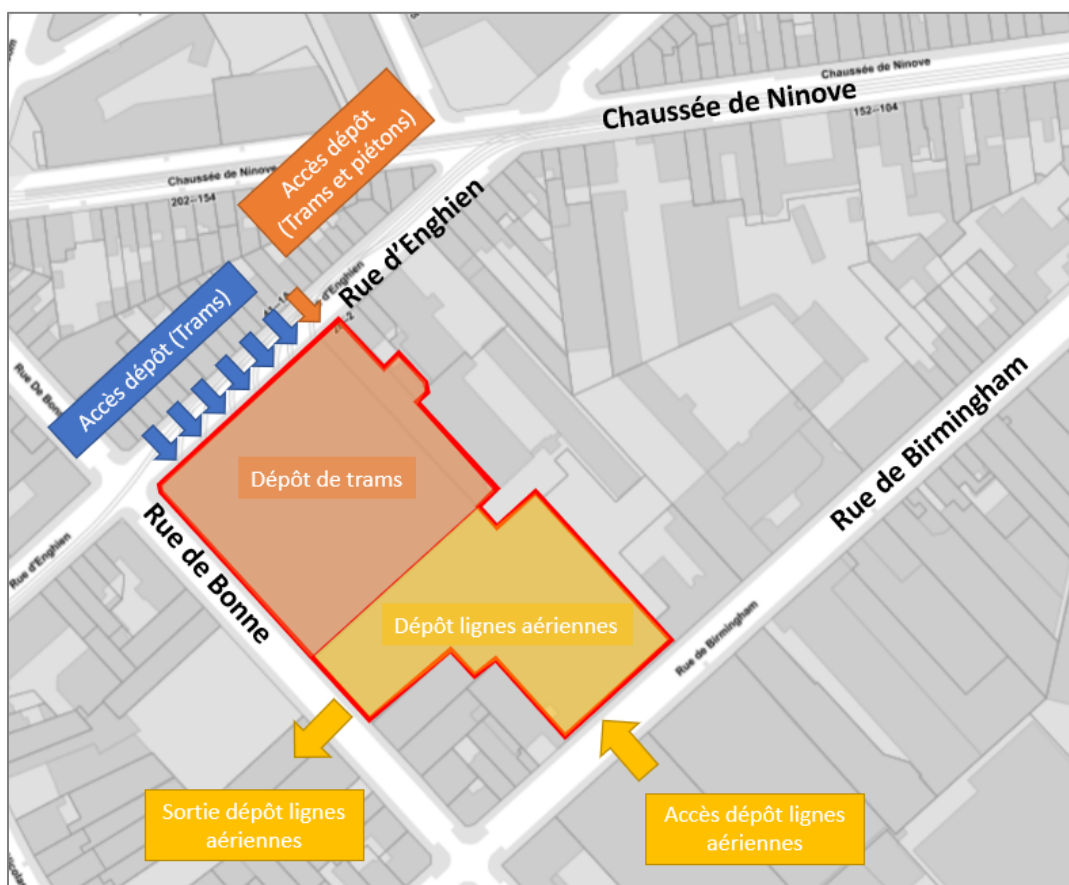 Chaussée de Ninove
Chaussée de Ninove
152--104
Accès dépôt
(Trams et piétons)
Chaussée de Ninove
202--154
Rue d'Enghien
d'Enghien
Accès dépôt (Trams)
Rue De Bonne
Rue de Birmingham
Dépôt de trams
Rue d'Enghien
Rue de Bonne
Dépôt lignes aériennes
Rue de Birmingham
Sortie dépôt lignes
aériennes
Accès dépôt lignes
aériennes